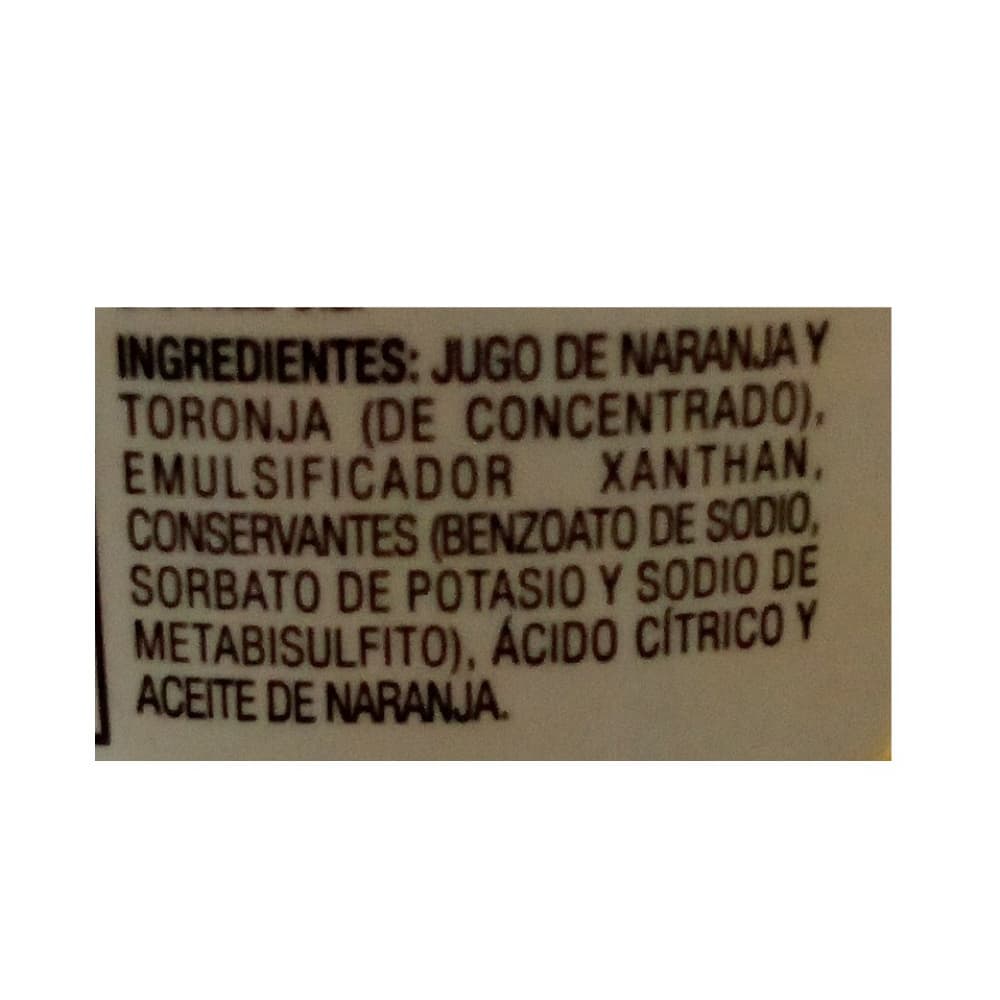 INGREDIENTES: JUGO DE NARANJA Y
TORONJA (DE CONCENTRADO),
EMULSIFICADOR XANTHAN,
CONSERVANTES (BENZOATO DE SODIO,
SORBATO DE POTASIO Y SODIO DE
METABISULFITO), ÁCIDO CÍTRICO Y
ACEITE DE NARANJA.